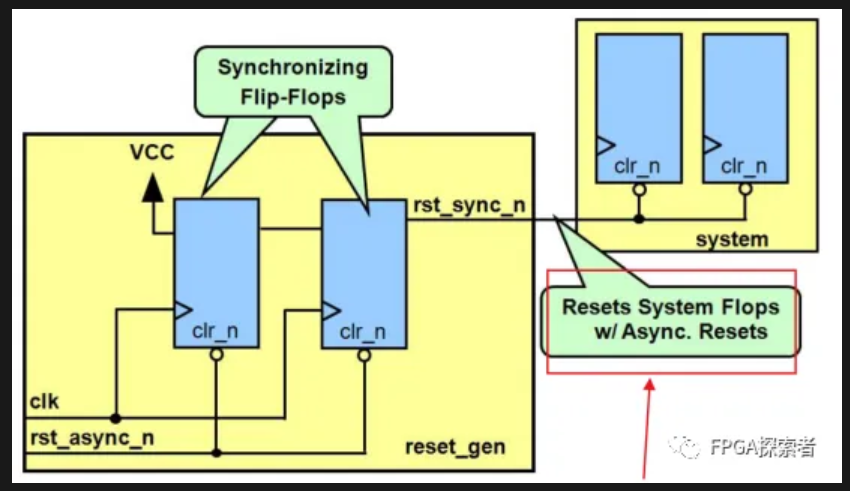 Synchronizing
Flip-Flops
VCC
clr_n
clr_n
rst_sync_n
system
clr_n
clr_n
Resets System Flops
w/ Async. Resets
clk
rst_async_n
reset_gen
FPGA探索者